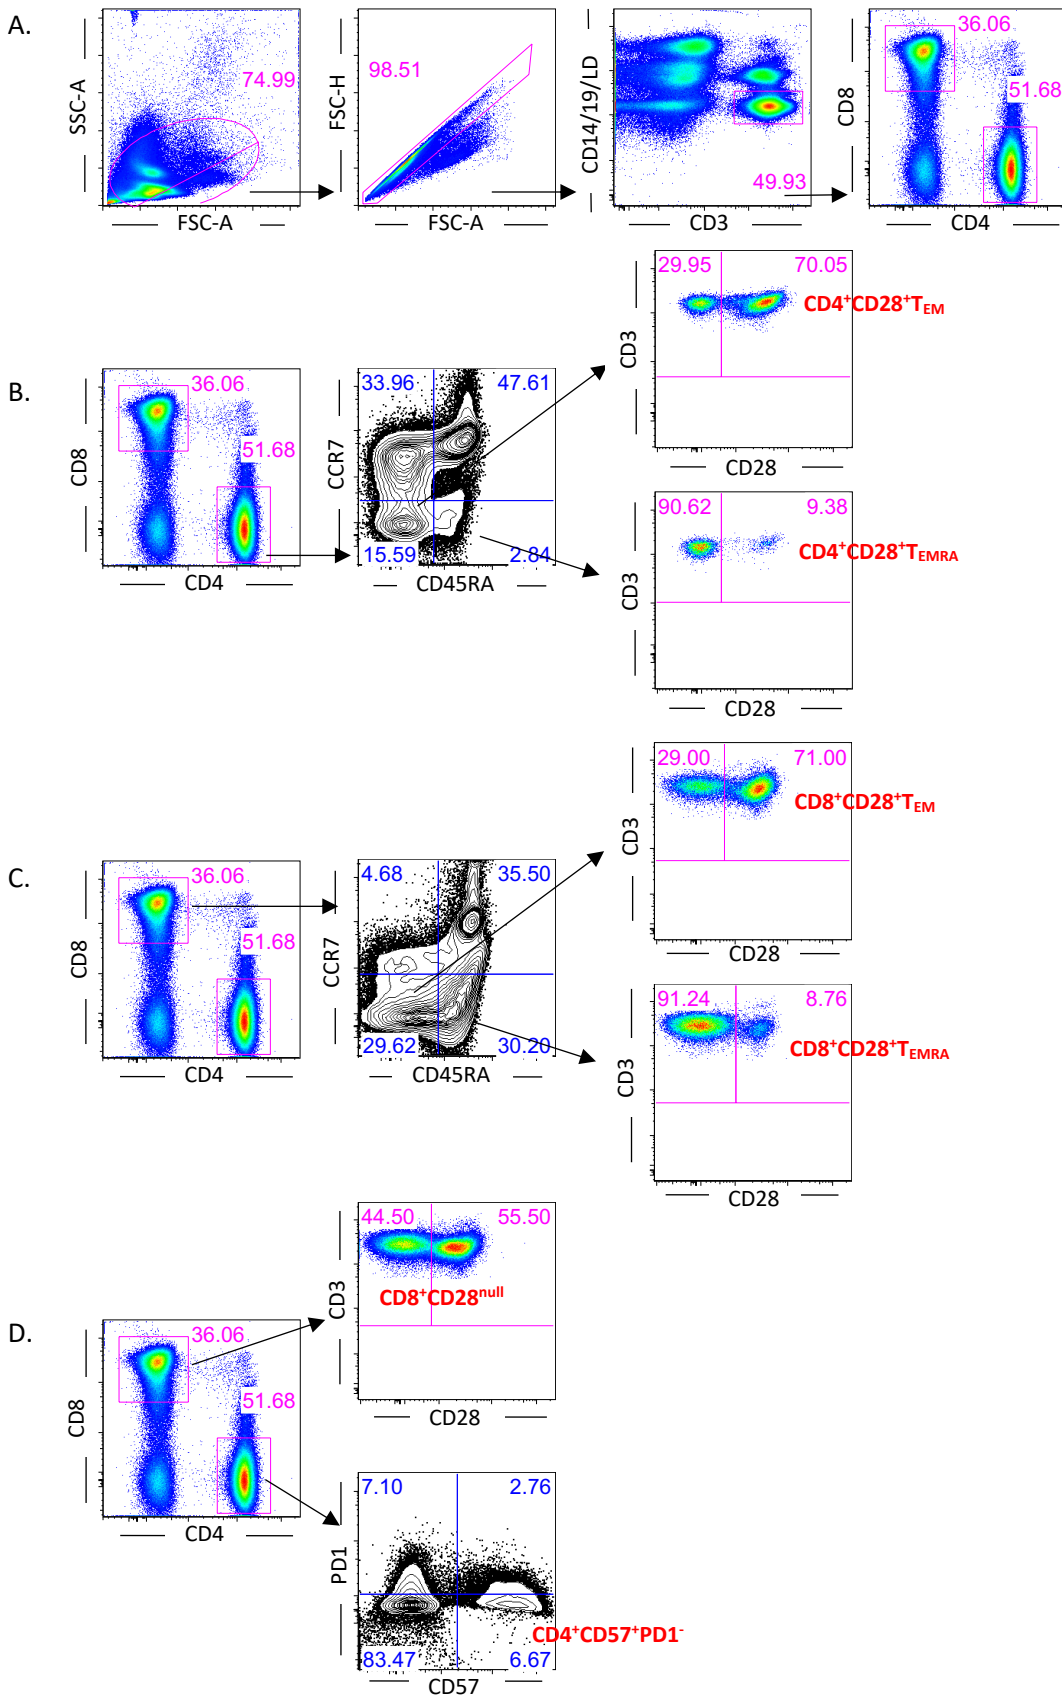 A.
SSC-A
74.99
FSC-A
FSC-H
98.51
FSC-A
CD14/19/LD
49.93
CD3
CD8
36.06
51.68
CD4
B.
CD8
36.06
51.68
CD4
CCR7
33.96 47.61
15.59 2.84
CD45RA
CD3
29.95 70.05
CD4+CD28+TEM
CD28
CD3
90.62 9.38
CD4+CD28+TEMRA
CD28
C.
CD8
36.06
51.68
CD4
CCR7
4.68 35.50
29.62 30.20
CD45RA
CD3
29.00 71.00
CD8+CD28+TEM
CD28
CD3
91.24 8.76
CD8+CD28+TEMRA
CD28
D.
CD8
36.06
51.68
CD4
CD3
44.50 55.50
CD8+CD28null
CD28
PD1
7.10 2.76
CD4+CD57+PD1-
83.47 6.67
CD57